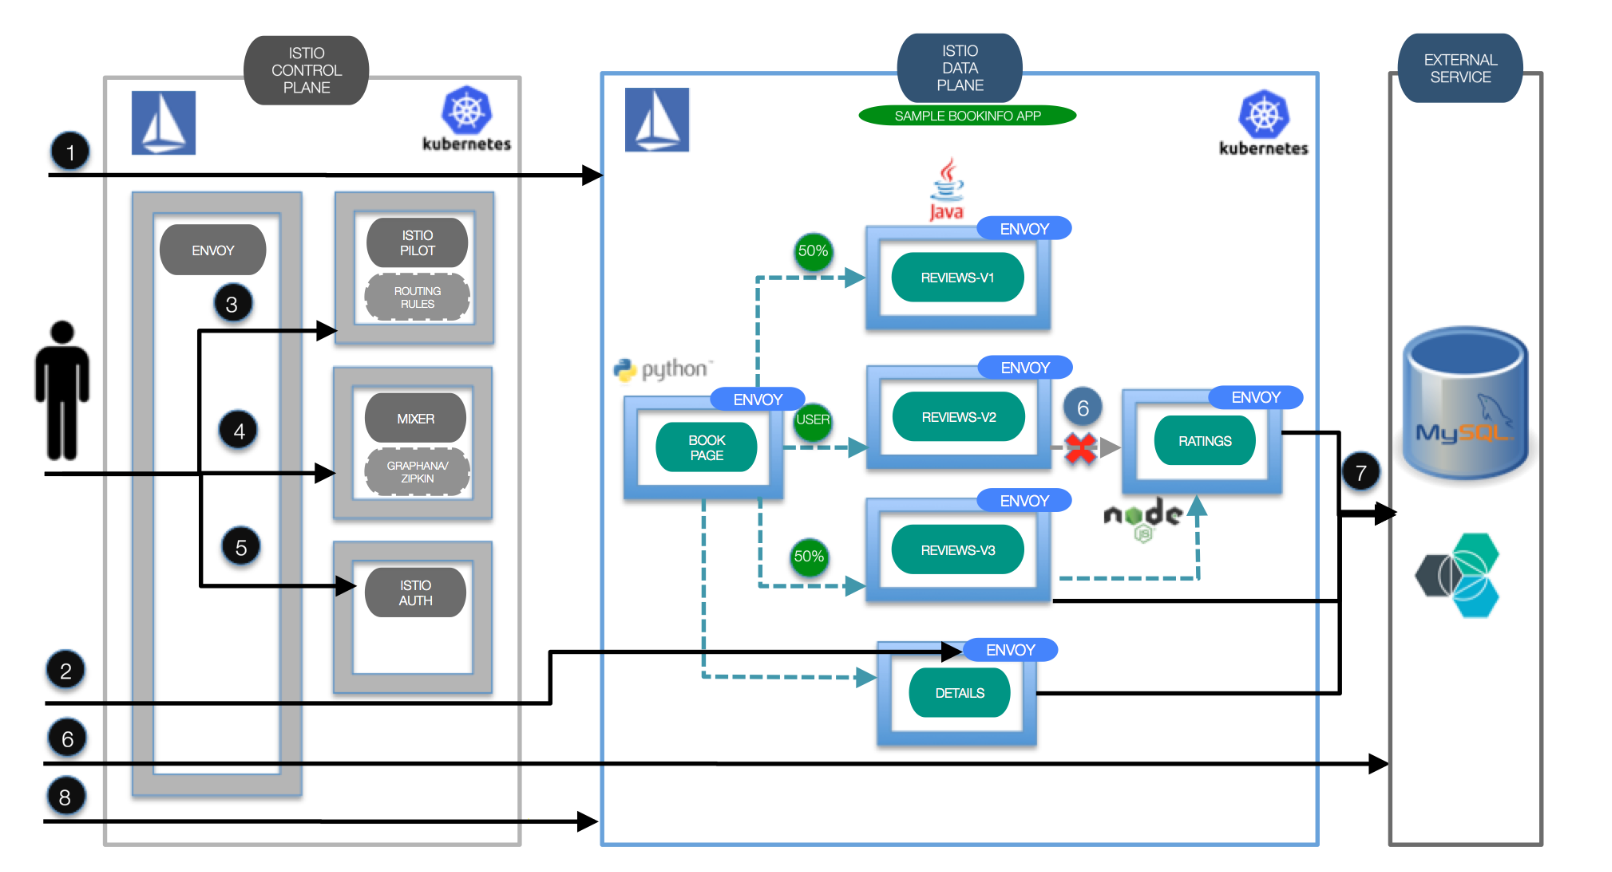 ISTIO
CONTROL
PLANE
ISTIO
DATA
PLANE
SAMPLE BOOKINFO APP
EXTERNAL
SERVICE
kubernetes
kubernetes
1
Java
ENVOY
ISTIO
PILOT
ROUTING
RULES
3
50%
ENVOY
REVIEWS-V1
python
ENVOY
BOOK
PAGE
USER
ENVOY
REVIEWS-V2
6
ENVOY
RATINGS
MySQL
4
MIXER
GRAPHANA/
ZIPKIN
7
node
JS
5
ISTIO
AUTH
50%
ENVOY
REVIEWS-V3
2
ENVOY
DETAILS
6
8